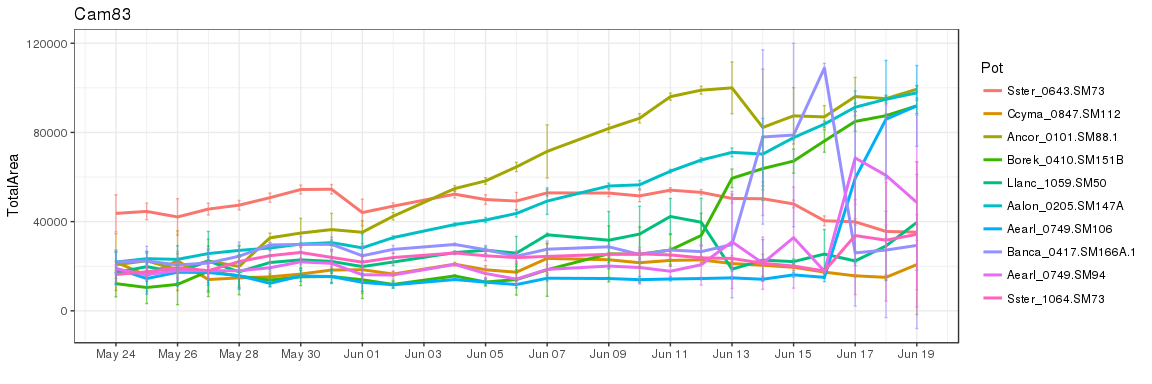 Cam83
TotalArea
120000
80000
40000
0
May 24 May 26 May 28 May 30 Jun 01 Jun 03 Jun 05 Jun 07 Jun 09 Jun 11 Jun 13 Jun 15 Jun 17 Jun 19
Pot
Sster_0643.SM73
Ccyma_0847.SM112
Ancor_0101.SM88.1
Borek_0410.SM151B
Llanc_1059.SM50
Aalon_0205.SM147A
Aearl_0749.SM106
Banca_0417.SM166A.1
Aearl_0749.SM94
Sster_1064.SM73